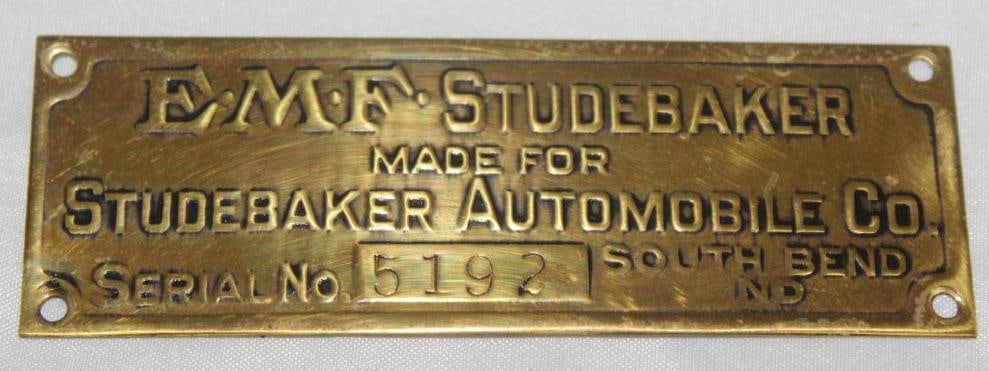 E·M·F· STUDEBAKER
MADE FOR
STUDEBAKER AUTOMOBILE CO.
SERIAL NO. 5192 SOUTH BEND
IND